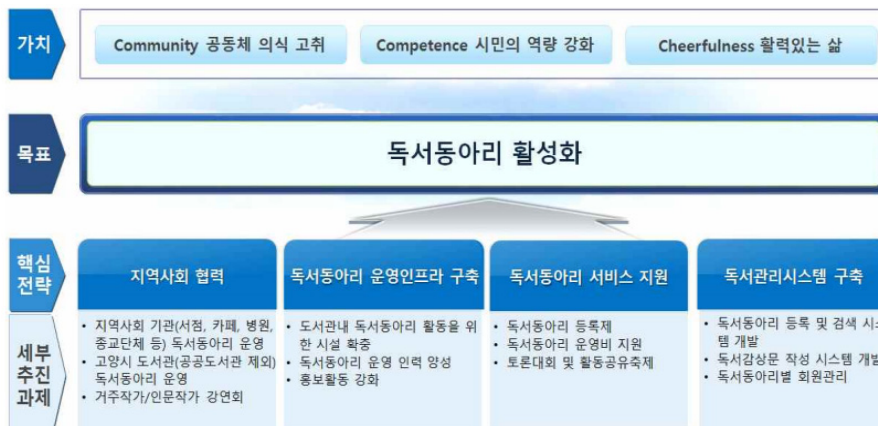 가치
Community 공동체 의식 고취
Competence 시민의 역량 강화
Cheerfulness 활력있는 삶
목표
독서동아리 활성화
핵심
전략
지역사회 협력
독서동아리 운영인프라 구축
독서동아리 서비스 지원
독서관리시스템 구축
세부
추진
과제
• 지역사회 기관(서점, 카페, 병원,
종교단체 등) 독서동아리 운영
• 고양시 도서관(공공도서관 제외)
독서동아리 운영
• 거주작가/인문작가 강연회
• 도서관내 독서동아리 활동을 위
한 시설 확충
• 독서동아리 운영 인력 양성
• 홍보활동 강화
• 독서동아리 등록제
• 독서동아리 운영비 지원
• 토론대회 및 활동공유축제
• 독서동아리 등록 및 검색 시스
템 개발
• 독서감상문 작성 시스템 개발
• 독서동아리별 회원관리